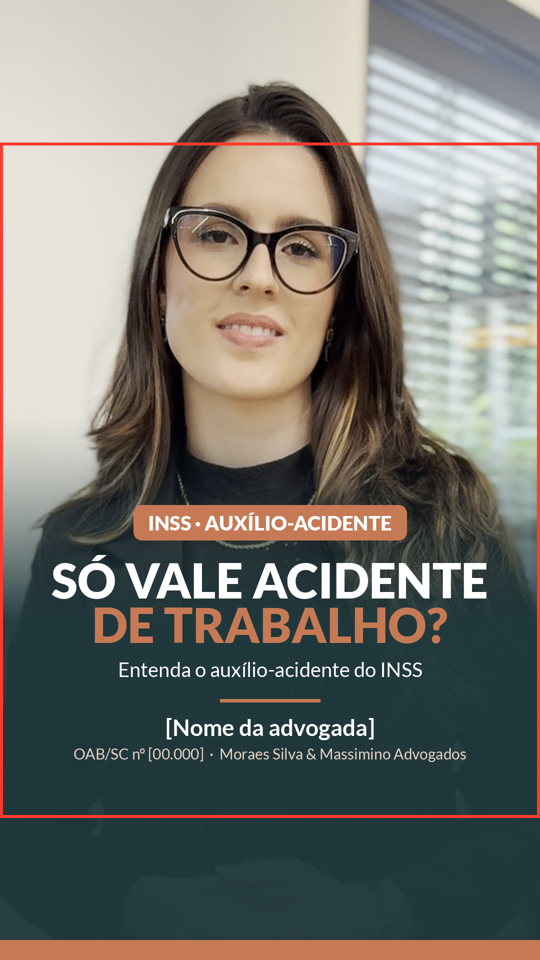 INSS · AUXÍLIO-ACIDENTE
SÓ VALE ACIDENTE
DE TRABALHO?
Entenda o auxílio-acidente do INSS
[Nome da advogada]
OAB/SC nº [00.000] · Moraes Silva & Massimino Advogados